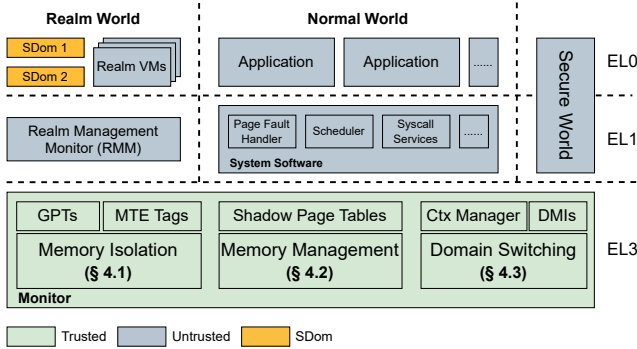 Realm World
Normal World
SDom 1
SDom 2
Realm VMs
Application
Application
......
Secure World
EL0
Realm Management
Monitor (RMM)
Page Fault
Handler
Scheduler
Syscall
Services
......
System Software
EL1
GPTs
MTE Tags
Shadow Page Tables
Ctx Manager
DMIs
Memory Isolation
(§ 4.1)
Memory Management
(§ 4.2)
Domain Switching
(§ 4.3)
EL3
Monitor
Trusted
Untrusted
SDom